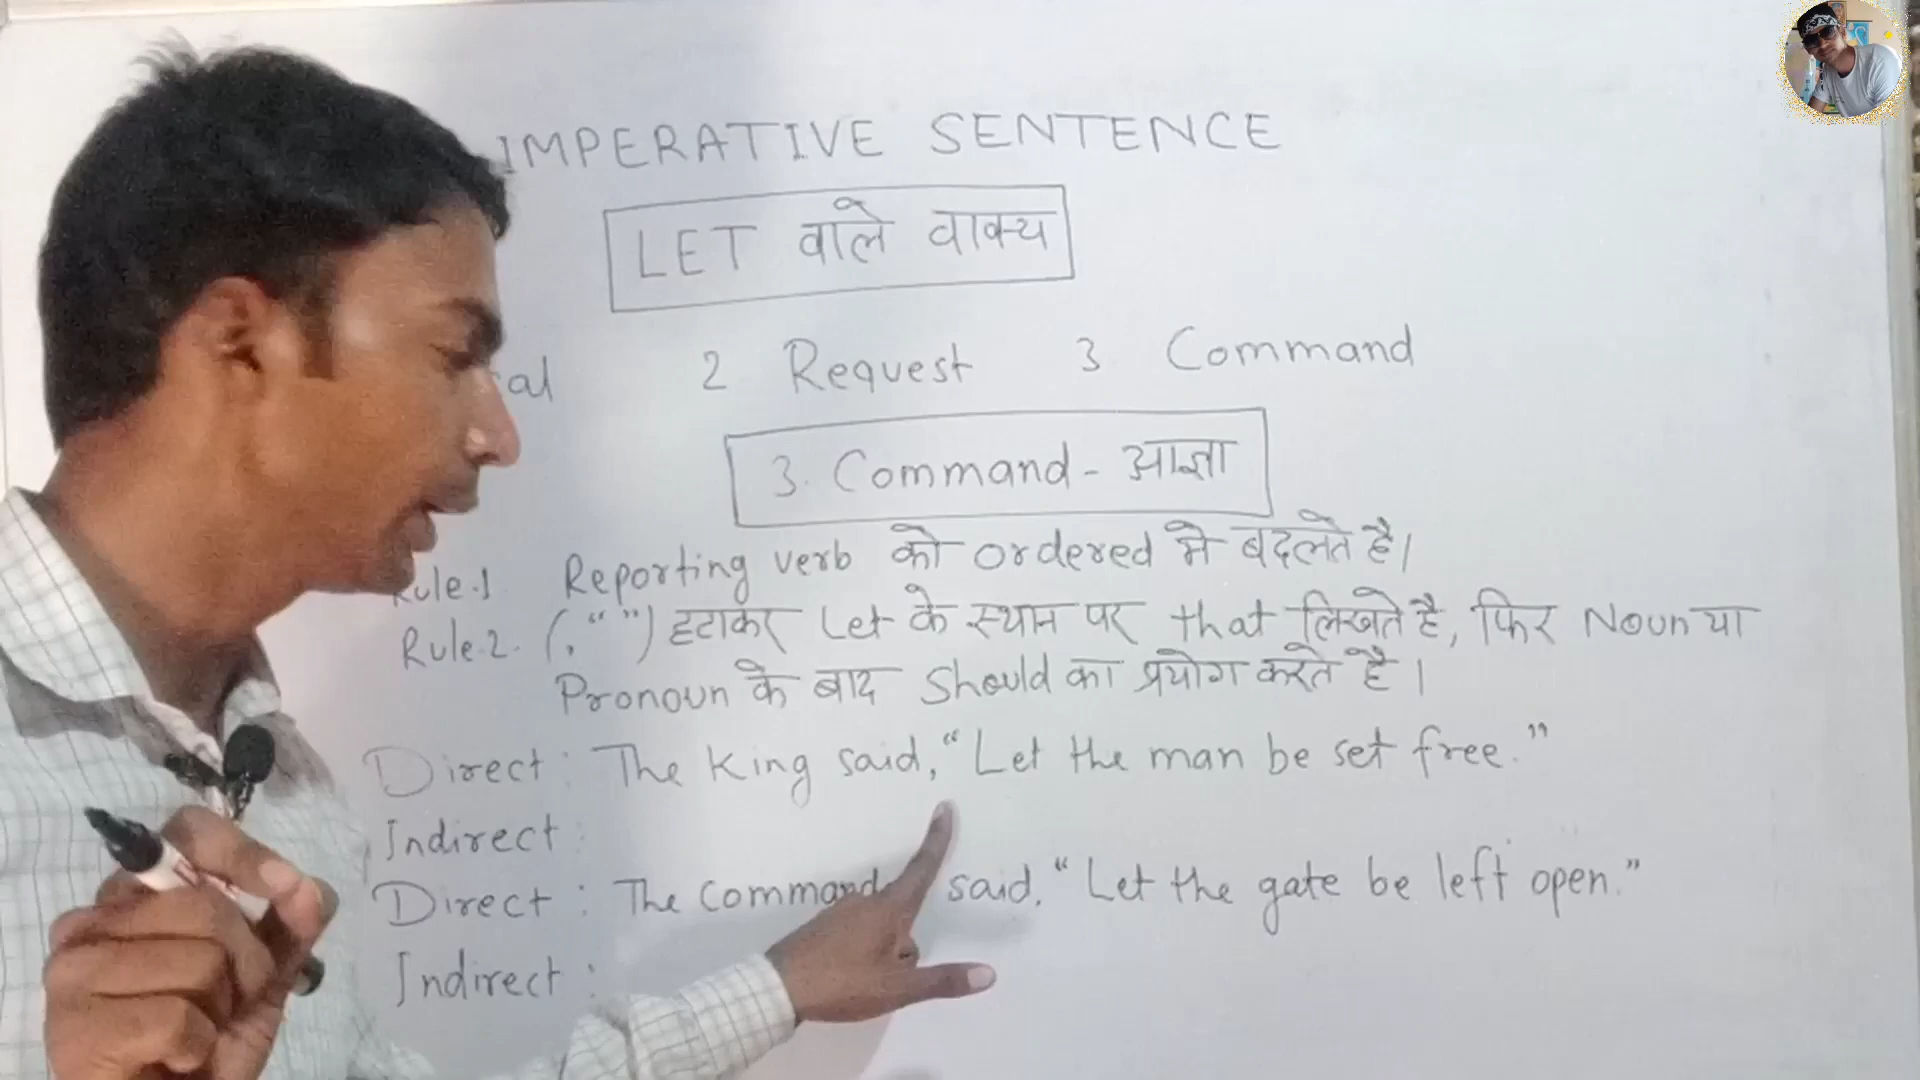 IMPERATIVE SENTENCE
LET वाले वाक्य
2 Request 3 Command
3. Command - आज्ञा
Rule.1 Reporting verb को ordered मे बदलते है।
Rule.2. (, “ ”) हटाकर Let के स्थान पर that लिखते है, फिर Noun या
Pronoun के बाद Should का प्रयोग करते है।
Direct : The King said, “Let the man be set free.”
Indirect :
Direct : The said, “Let the gate be left open.”
Indirect :